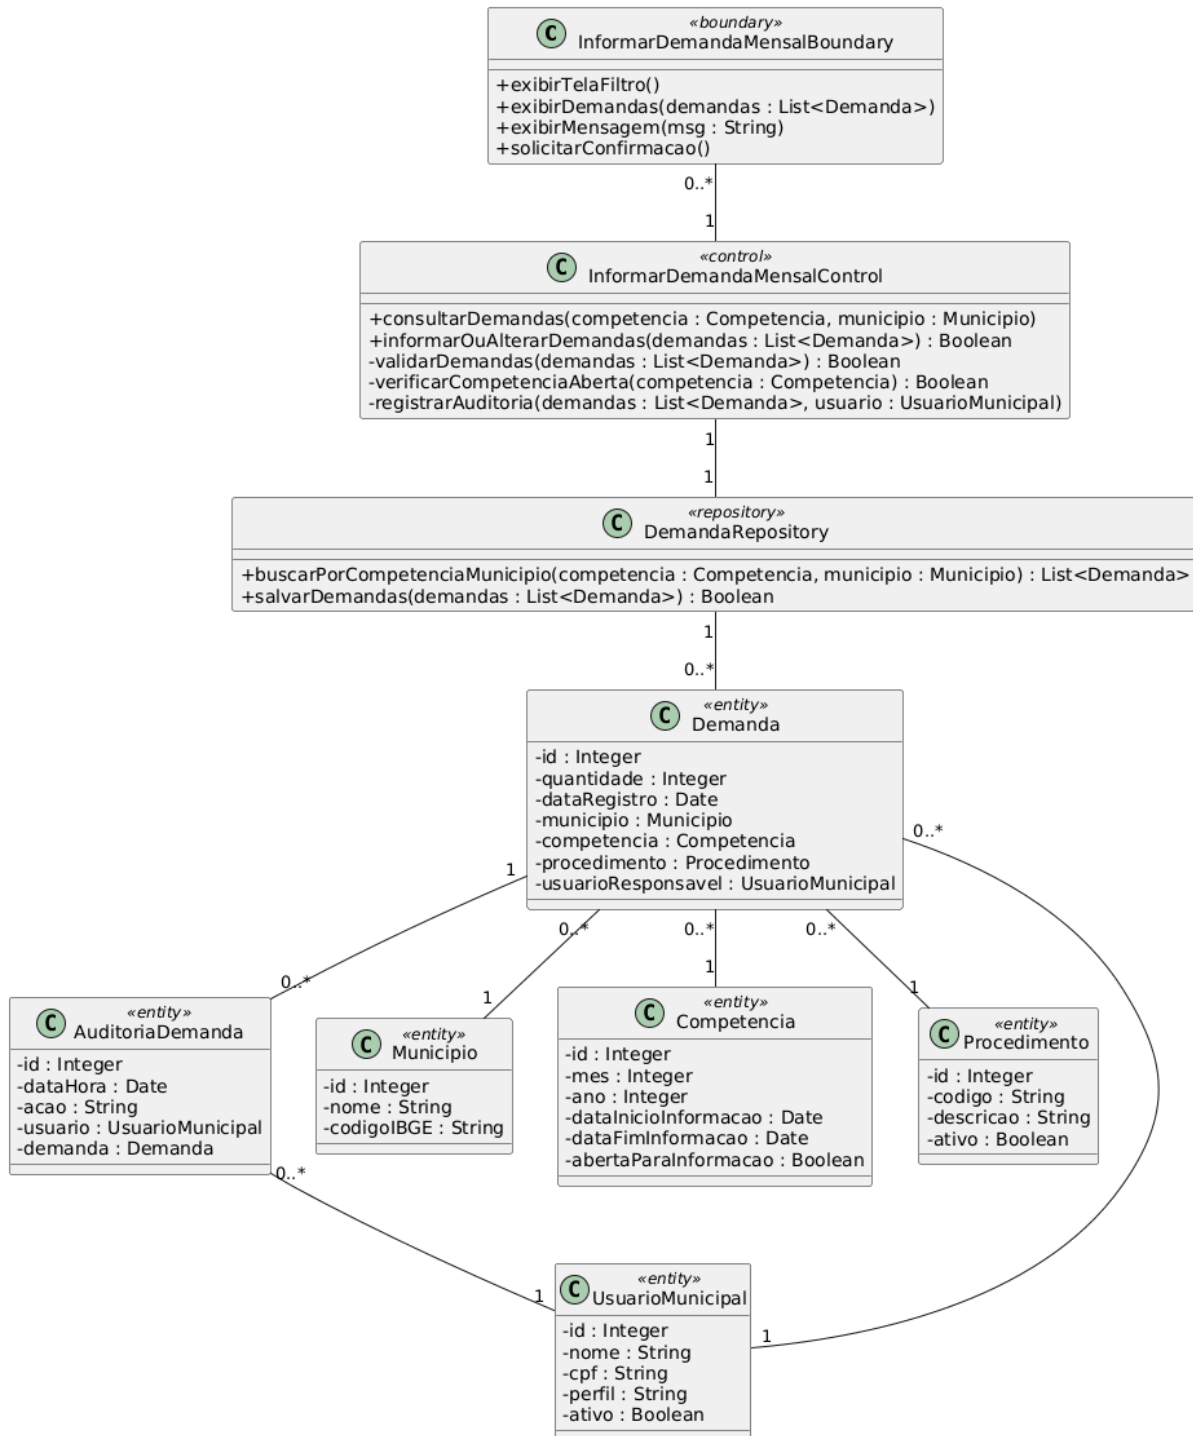 C «boundary»
InformarDemandaMensalBoundary
+exibirTelaFiltro()
+exibirDemandas(demandas : List<Demanda>)
+exibirMensagem(msg : String)
+solicitarConfirmacao()
0..*
1
C «control»
InformarDemandaMensalControl
+consultarDemandas(competencia : Competencia, municipio : Municipio)
+informarOuAlterarDemandas(demandas : List<Demanda>) : Boolean
-validarDemandas(demandas : List<Demanda>) : Boolean
-verificarCompetenciaAberta(competencia : Competencia) : Boolean
-registrarAuditoria(demandas : List<Demanda>, usuario : UsuarioMunicipal)
1
1
C «repository»
DemandaRepository
+buscarPorCompetenciaMunicipio(competencia : Competencia, municipio : Municipio) : List<Demanda>
+salvarDemandas(demandas : List<Demanda>) : Boolean
1
0..*
C «entity»
Demanda
-id : Integer
-quantidade : Integer
-dataRegistro : Date
-municipio : Municipio
-competencia : Competencia
-procedimento : Procedimento
-usuarioResponsavel : UsuarioMunicipal
0..*
1
0..*
0..*
0..*
0..*
1
1
1
C «entity»
AuditoriaDemanda
-id : Integer
-dataHora : Date
-acao : String
-usuario : UsuarioMunicipal
-demanda : Demanda
C «entity»
Municipio
-id : Integer
-nome : String
-codigoIBGE : String
C «entity»
Competencia
-id : Integer
-mes : Integer
-ano : Integer
-dataInicioInformacao : Date
-dataFimInformacao : Date
-abertaParaInformacao : Boolean
C «entity»
Procedimento
-id : Integer
-codigo : String
-descricao : String
-ativo : Boolean
0..*
1
1
C «entity»
UsuarioMunicipal
-id : Integer
-nome : String
-cpf : String
-perfil : String
-ativo : Boolean